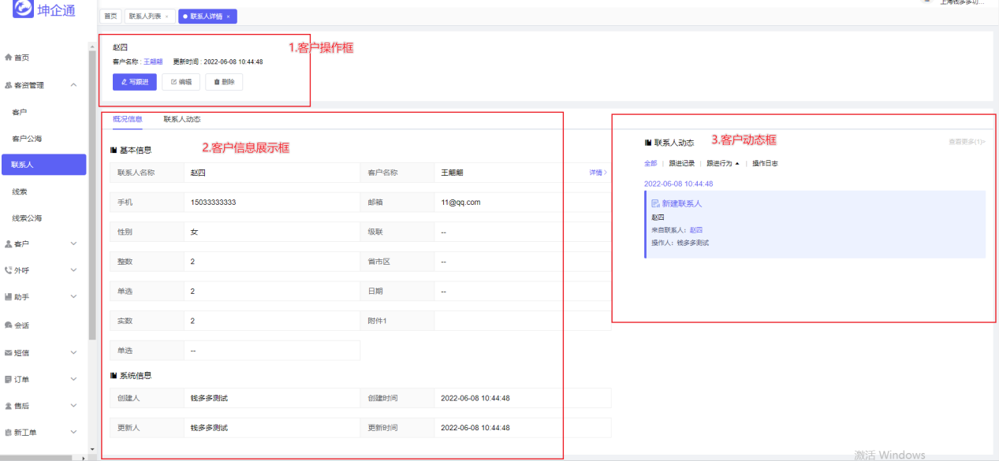 坤企通
首页
联系人列表 ×
联系人详情 ×
首页
客资管理
客户
客户公海
联系人
线索
线索公海
客户
外呼
助手
会话
短信
订单
售后
新工单
赵四
客户名称 : 王翩翩 更新时间 : 2022-06-08 10:44:48
写跟进 编辑 删除
1.客户操作框
概况信息 联系人动态
2.客户信息展示框
基本信息
联系人名称 赵四 客户名称 王翩翩 详情 >
手机 15033333333 邮箱 11@qq.com
性别 女 级联 --
整数 2 省市区 --
单选 2 日期 --
实数 2 附件1
单选 --
系统信息
创建人 钱多多测试 创建时间 2022-06-08 10:44:48
更新人 钱多多测试 更新时间 2022-06-08 10:44:48
联系人动态
3.客户动态框
查看更多(1)>
全部 | 跟进记录 | 跟进行为 | 操作日志
2022-06-08 10:44:48
新建联系人
赵四
来自联系人：赵四
操作人：钱多多测试
激活 Windows